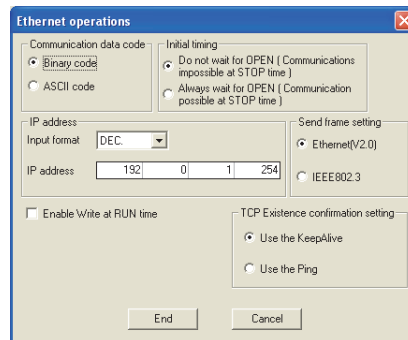 Ethernet operations
Communication data code
Binary code
ASCII code
Initial timing
Do not wait for OPEN ( Communications
impossible at STOP time )
Always wait for OPEN ( Communication
possible at STOP time )
IP address
Input format
DEC.
IP address
192 0 1 254
Send frame setting
Ethernet(V2.0)
IEEE802.3
Enable Write at RUN time
TCP Existence confirmation setting
Use the KeepAlive
Use the Ping
End
Cancel